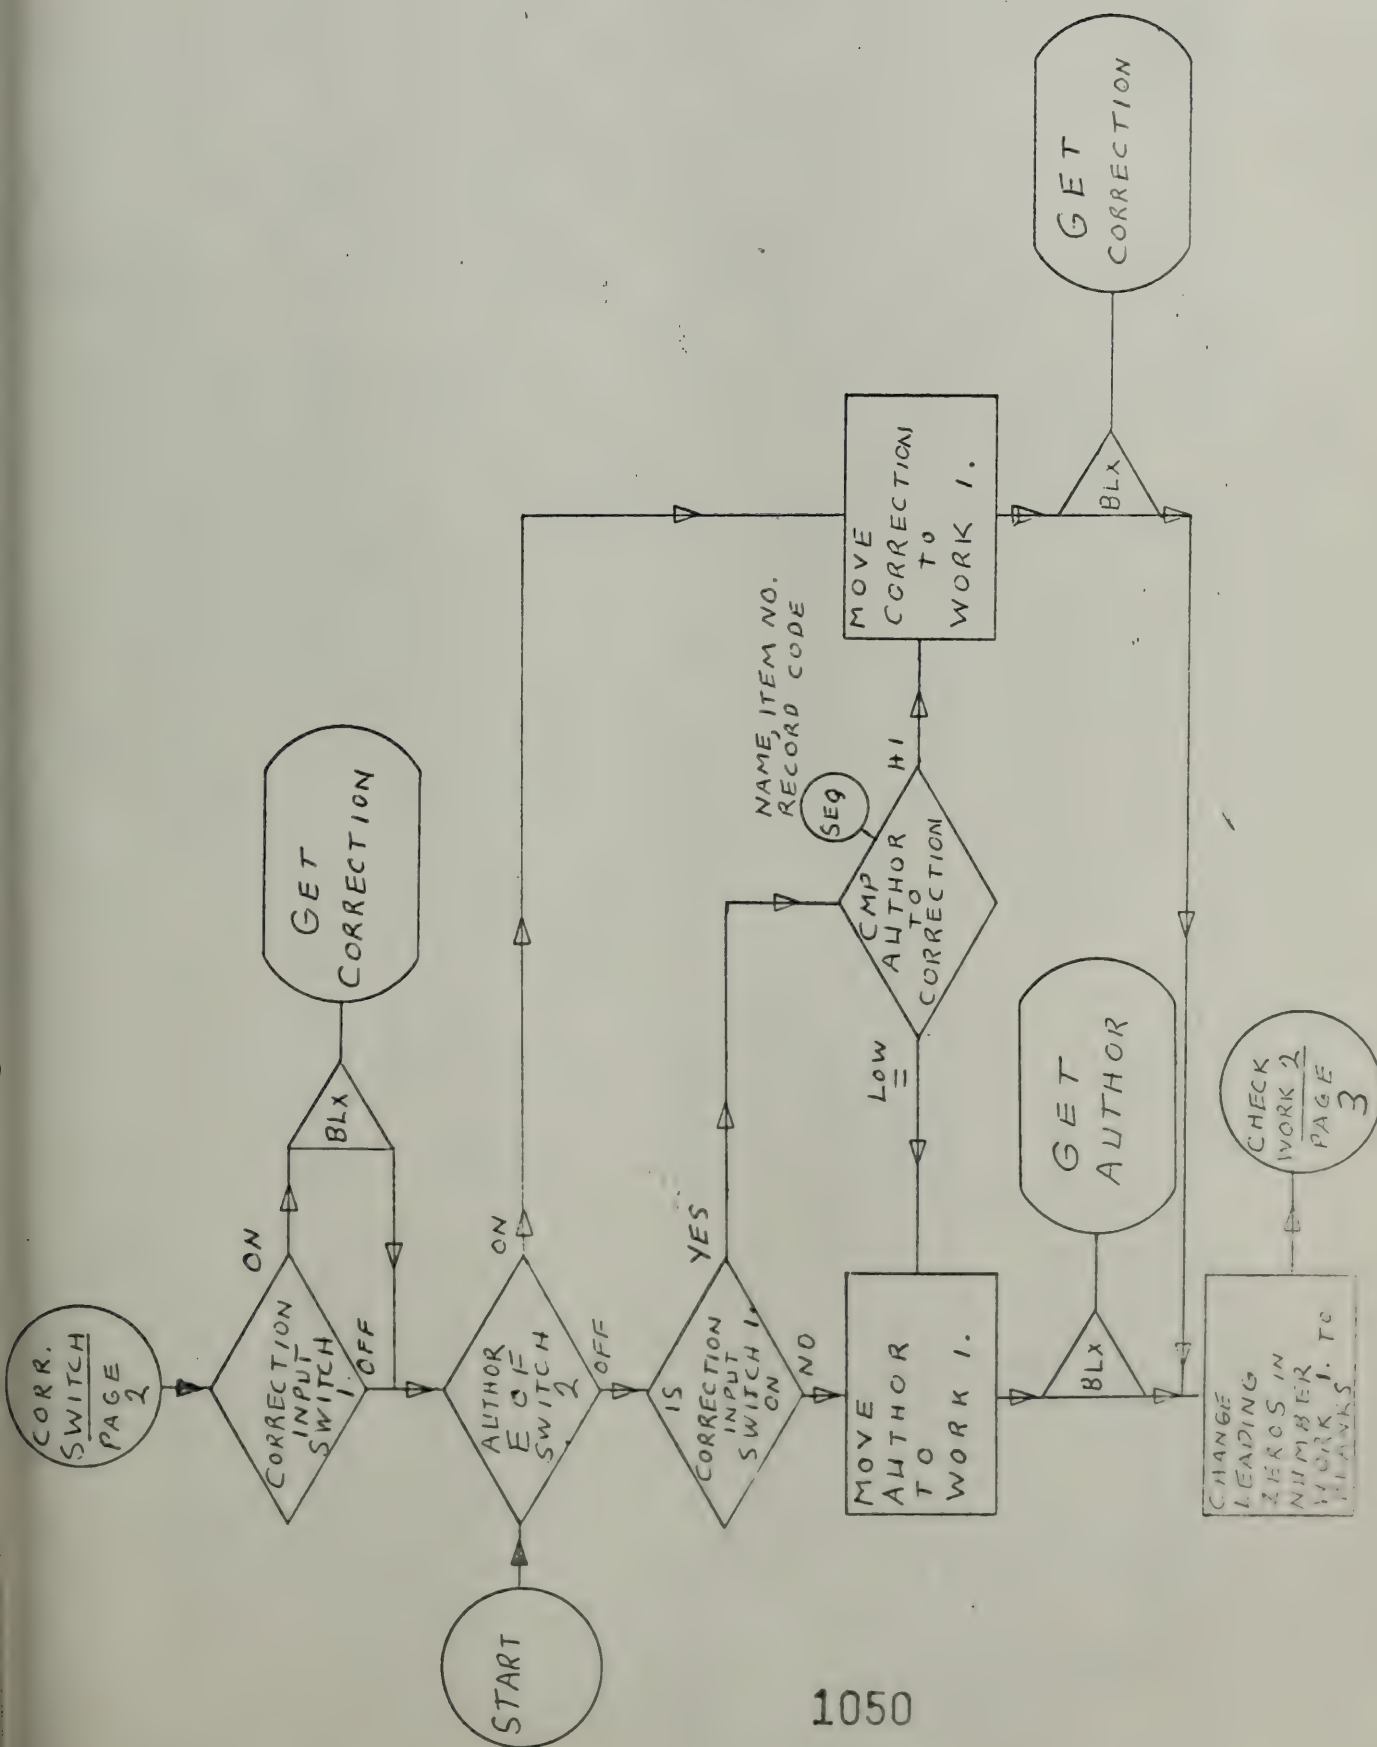 CORR.
SWITCH
PAGE
2
CORRECTION
INPUT
SWITCH
1.
ON
OFF
BLX
GET
CORRECTION
START
AUTHOR
E O F
SWITCH
2
ON
OFF
IS
CORRECTION
INPUT
SWITCH 1.
ON
YES
NO
NAME, ITEM NO.
RECORD CODE
SEQ
CMP
AUTHOR
TO
CORRECTION
HI
LOW
=
MOVE
CORRECTION
TO
WORK 1.
BLX
GET
CORRECTION
MOVE
AUTHOR
TO
WORK 1.
BLX
GET
AUTHOR
CHANGE
LEADING
ZEROS IN
NUMBER
WORK 1. TO
BLANKS
CHECK
WORK 2
PAGE
3
1050